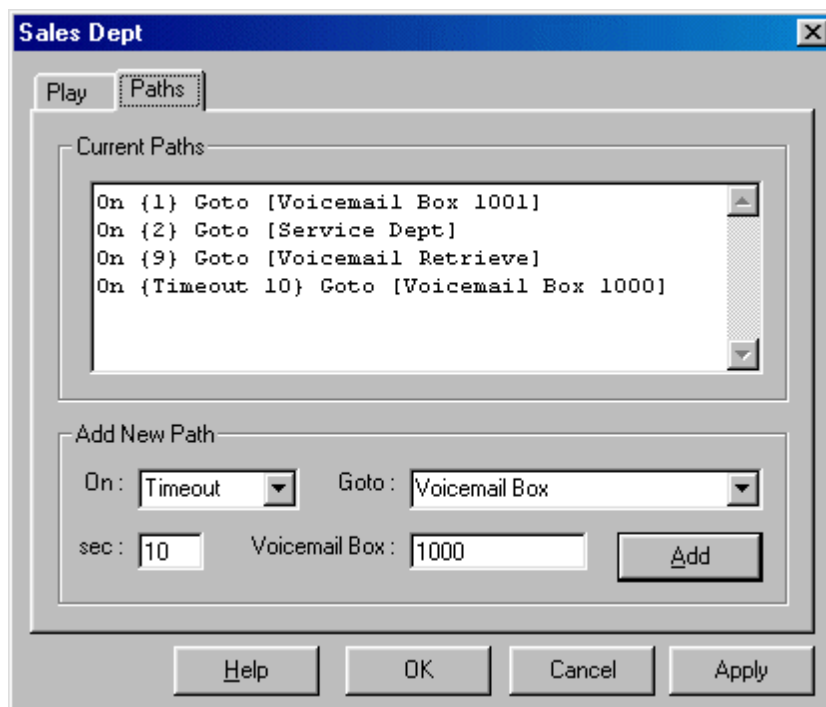 Sales Dept
Play Paths
Current Paths
On {1} Goto [Voicemail Box 1001]
On {2} Goto [Service Dept]
On {9} Goto [Voicemail Retrieve]
On {Timeout 10} Goto [Voicemail Box 1000]
Add New Path
On : Timeout Goto : Voicemail Box
sec : 10 Voicemail Box : 1000 Add
Help OK Cancel Apply